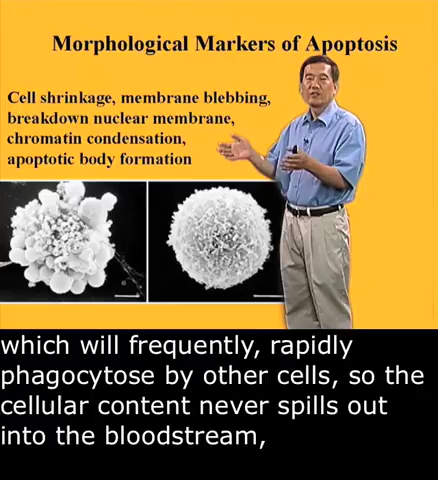 Morphological Markers of Apoptosis
Cell shrinkage, membrane blebbing,
breakdown nuclear membrane,
chromatin condensation,
apoptotic body formation
which will frequently, rapidly
phagocytose by other cells, so the
cellular content never spills out
into the bloodstream,